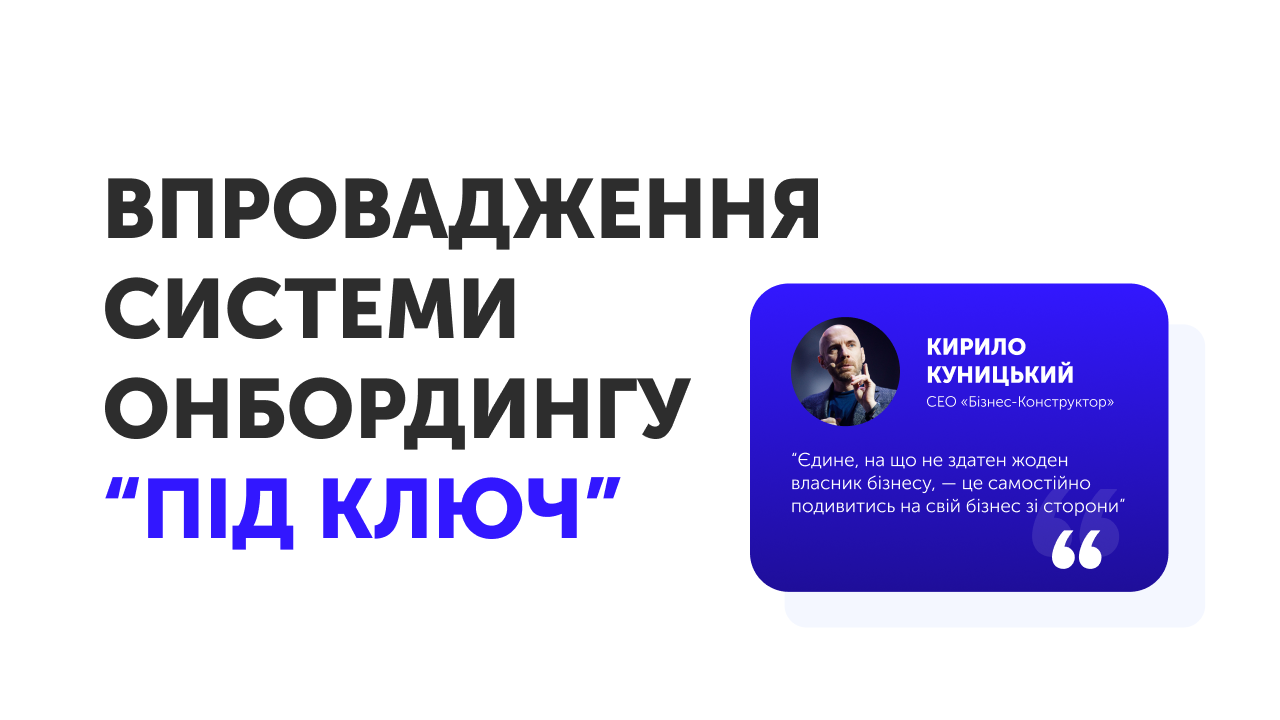 ВПРОВАДЖЕННЯ
СИСТЕМИ
ОНБОРДИНГУ
“ПІД КЛЮЧ”
КИРИЛО
КУНИЦЬКИЙ
CEO «Бізнес-Конструктор»
“Єдине, на що не здатен жоден
власник бізнесу, — це самостійно
подивитись на свій бізнес зі сторони”